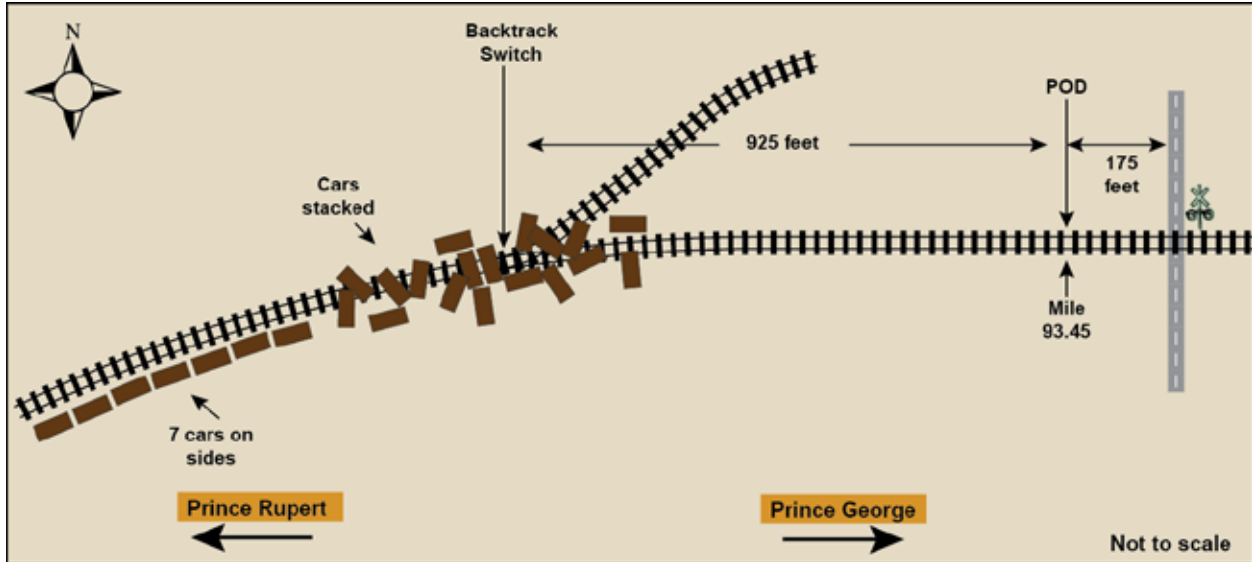 N
Backtrack
Switch
POD
925 feet
175
feet
Cars
stacked
Mile
93.45
7 cars on
sides
Prince Rupert
Prince George
Not to scale